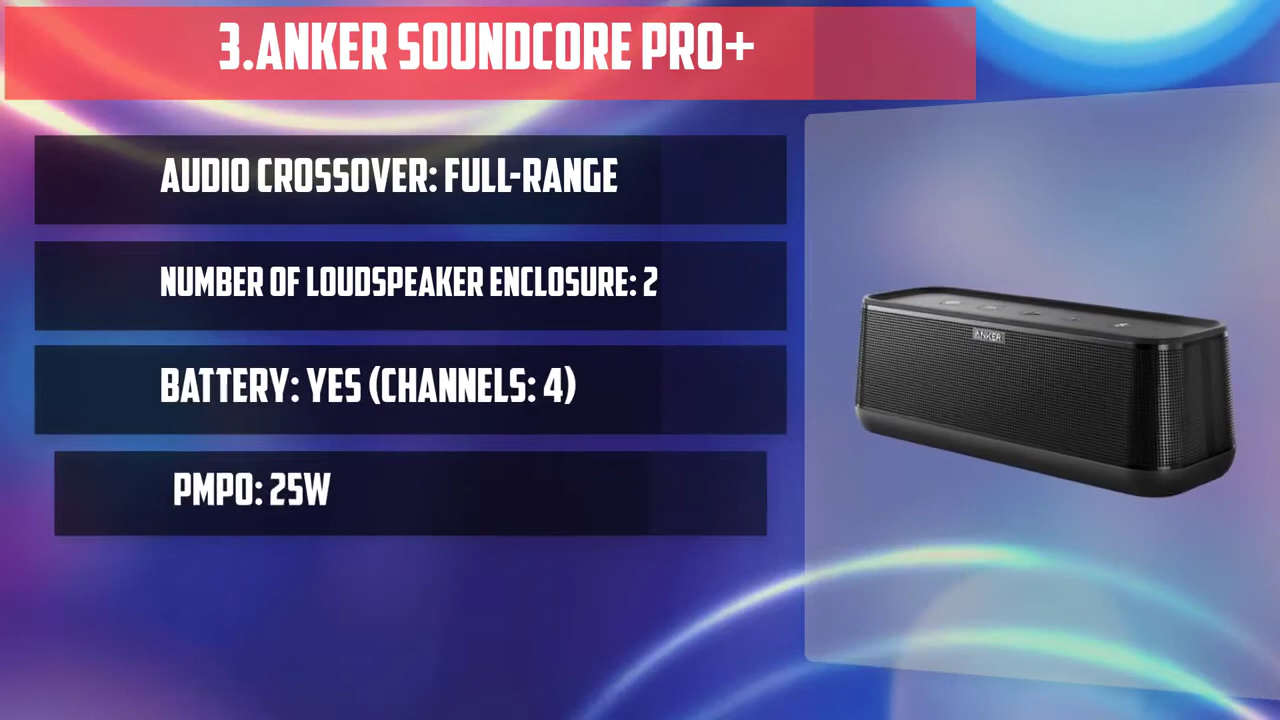 3.ANKER SOUNDCORE PRO+
AUDIO CROSSOVER: FULL-RANGE
NUMBER OF LOUDSPEAKER ENCLOSURE: 2
BATTERY: YES (CHANNELS: 4)
PMPO: 25W
ANKER